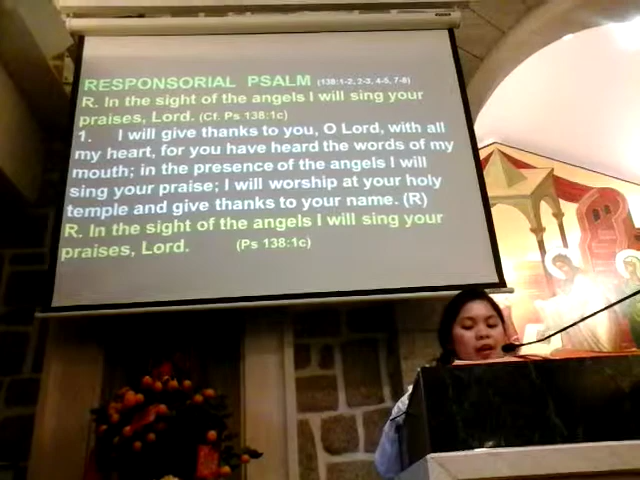 RESPONSORIAL PSALM (138:1-2, 2-3, 4-5, 7-8)
R. In the sight of the angels I will sing your
praises, Lord. (Cf. Ps 138:1c)
1. I will give thanks to you, O Lord, with all
my heart, for you have heard the words of my
mouth; in the presence of the angels I will
sing your praise; I will worship at your holy
temple and give thanks to your name. (R)
R. In the sight of the angels I will sing your
praises, Lord. (Ps 138:1c)